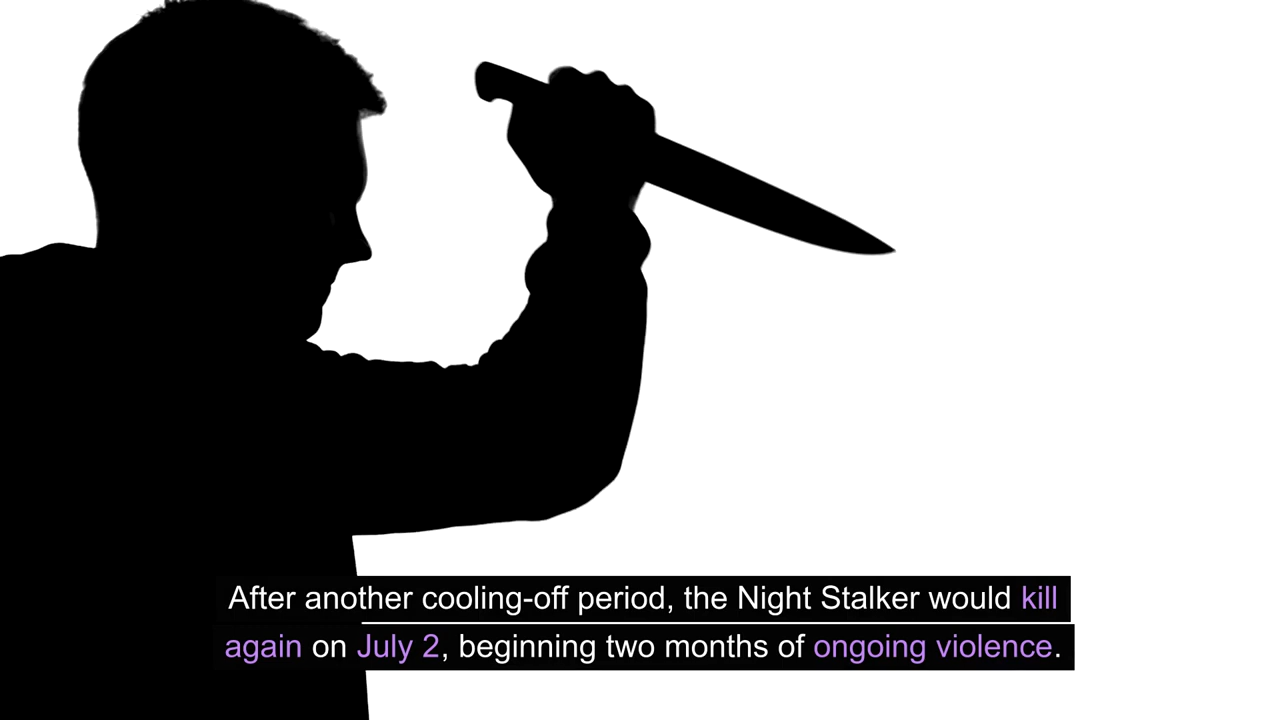 After another cooling-off period, the Night Stalker would kill
again on July 2, beginning two months of ongoing violence.